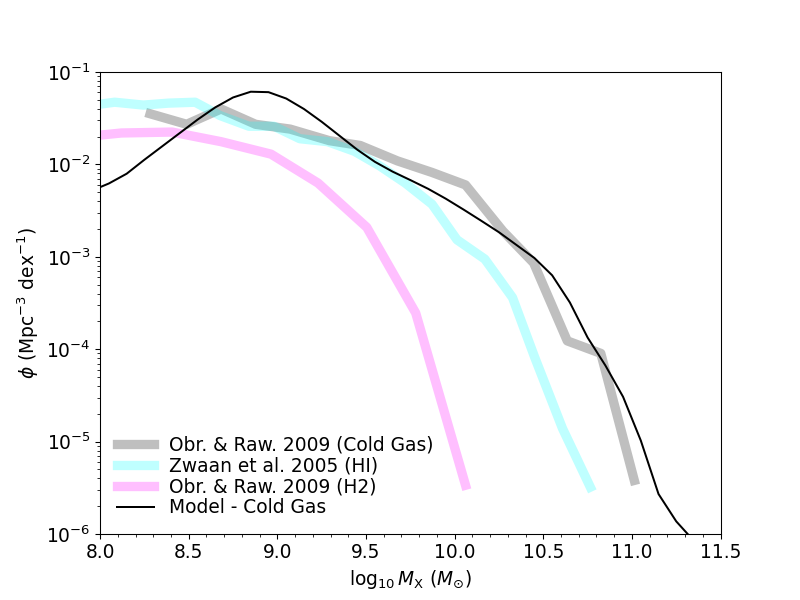 10⁻¹
10⁻²
10⁻³
10⁻⁴
10⁻⁵
10⁻⁶
ϕ (Mpc⁻³ dex⁻¹)
Obr. & Raw. 2009 (Cold Gas)
Zwaan et al. 2005 (HI)
Obr. & Raw. 2009 (H2)
Model - Cold Gas
8.0 8.5 9.0 9.5 10.0 10.5 11.0 11.5
log₁₀ M_X (M_⊙)